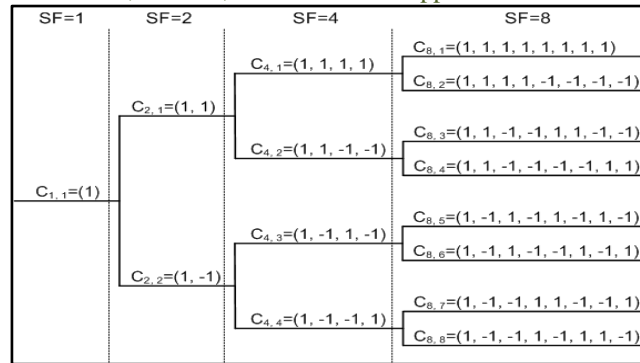 SF=1 SF=2 SF=4 SF=8
C8, 1=(1, 1, 1, 1, 1, 1, 1, 1)
C4, 1=(1, 1, 1, 1)
C8, 2=(1, 1, 1, 1, -1, -1, -1, -1)
C2, 1=(1, 1)
C8, 3=(1, 1, -1, -1, 1, 1, -1, -1)
C4, 2=(1, 1, -1, -1)
C8, 4=(1, 1, -1, -1, -1, -1, 1, 1)
C1, 1=(1)
C8, 5=(1, -1, 1, -1, 1, -1, 1, -1)
C4, 3=(1, -1, 1, -1)
C8, 6=(1, -1, 1, -1, -1, 1, -1, 1)
C2, 2=(1, -1)
C8, 7=(1, -1, -1, 1, 1, -1, -1, 1)
C4, 4=(1, -1, -1, 1)
C8, 8=(1, -1, -1, 1, -1, 1, 1, -1)